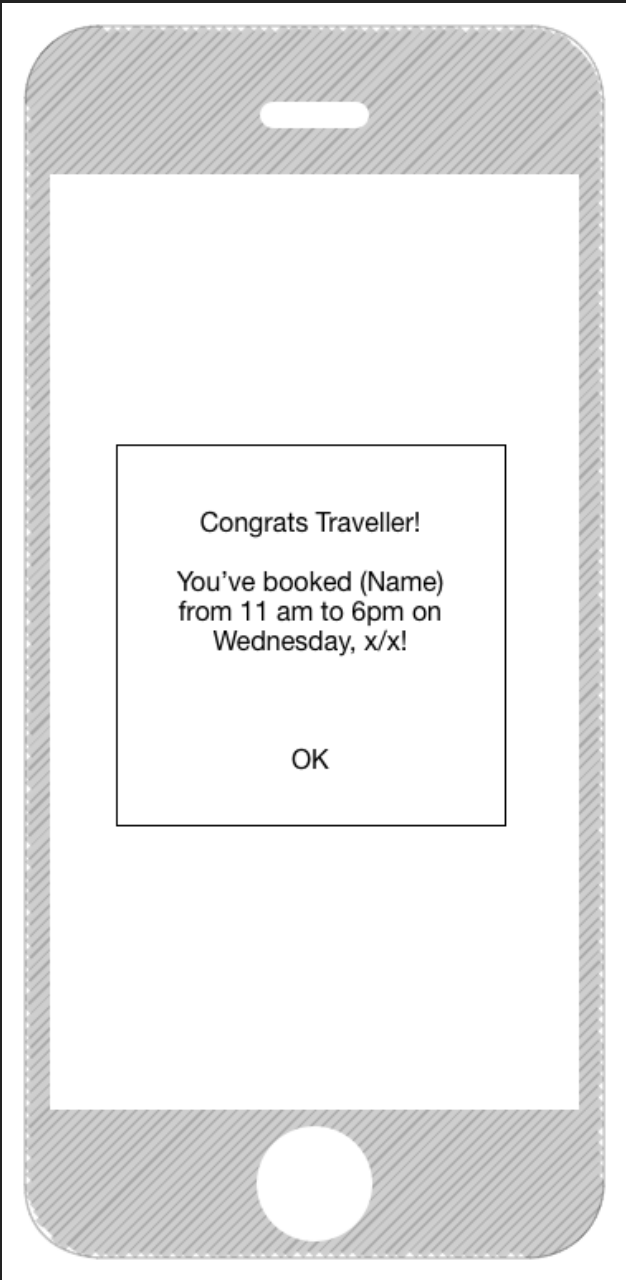 Congrats Traveller!
You've booked (Name)
from 11 am to 6pm on
Wednesday, x/x!
OK